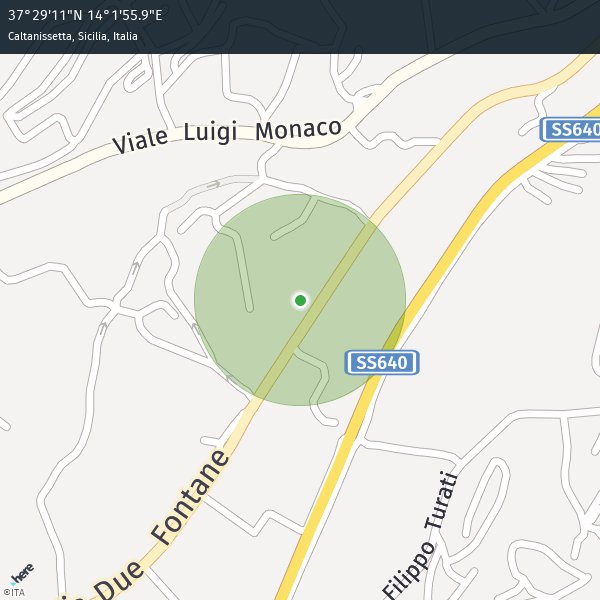 37°29'11"N 14°1'55.9"E
Caltanissetta, Sicilia, Italia
Viale Luigi Monaco
SS640
SS640
Due Fontane
Filippo Turati
here
©ITA